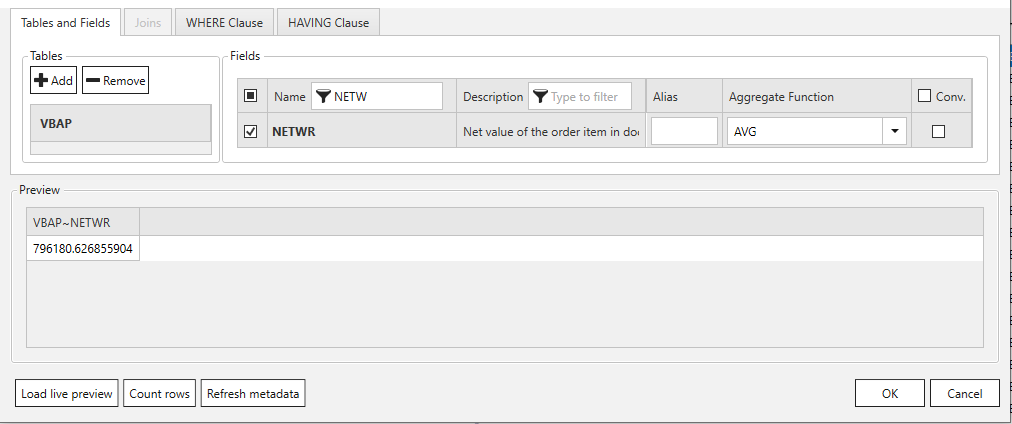 Tables and Fields Joins WHERE Clause HAVING Clause
Tables
Add Remove
VBAP
Fields
Name NETW Description Type to filter Alias Aggregate Function Conv.
NETWR Net value of the order item in do AVG
Preview
VBAP~NETWR
796180.626855904
Load live preview Count rows Refresh metadata OK Cancel